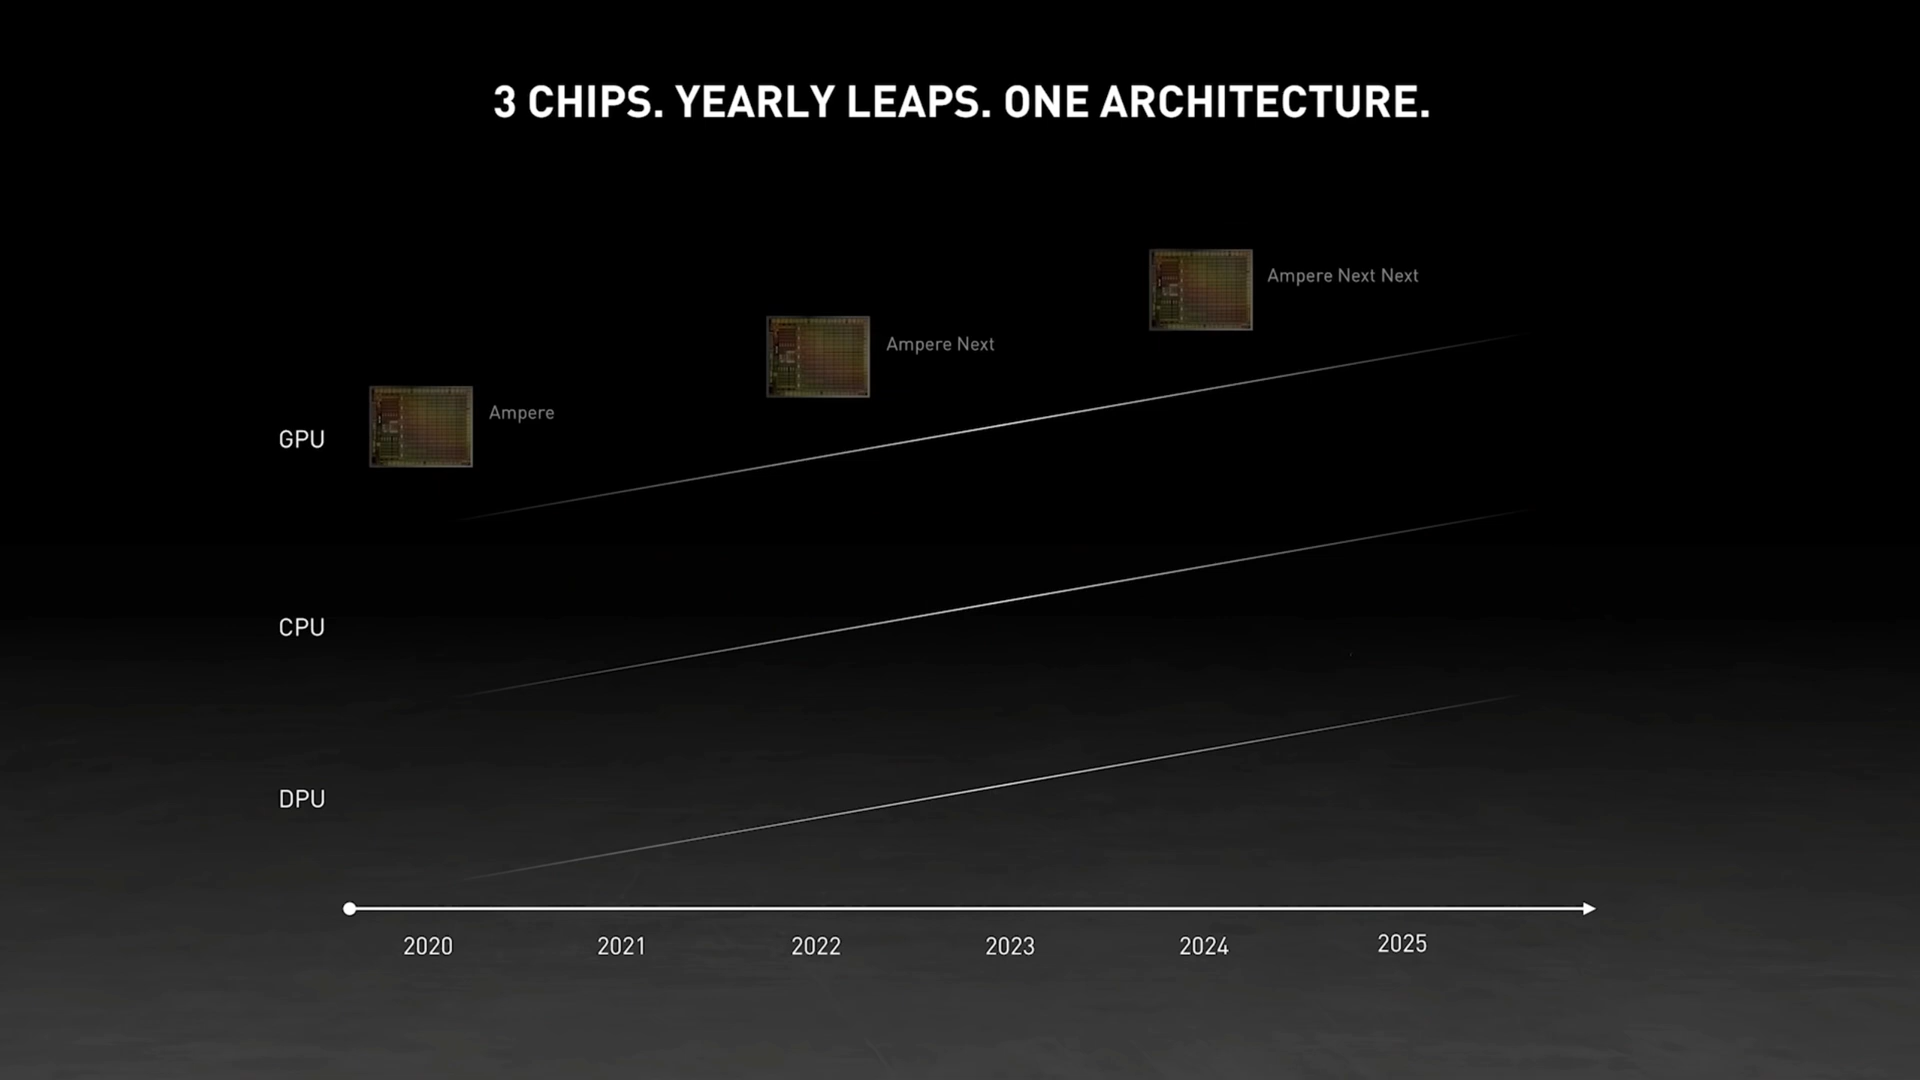 3 CHIPS. YEARLY LEAPS. ONE ARCHITECTURE.
Ampere Next Next
Ampere Next
Ampere
GPU
CPU
DPU
2020
2021
2022
2023
2024
2025